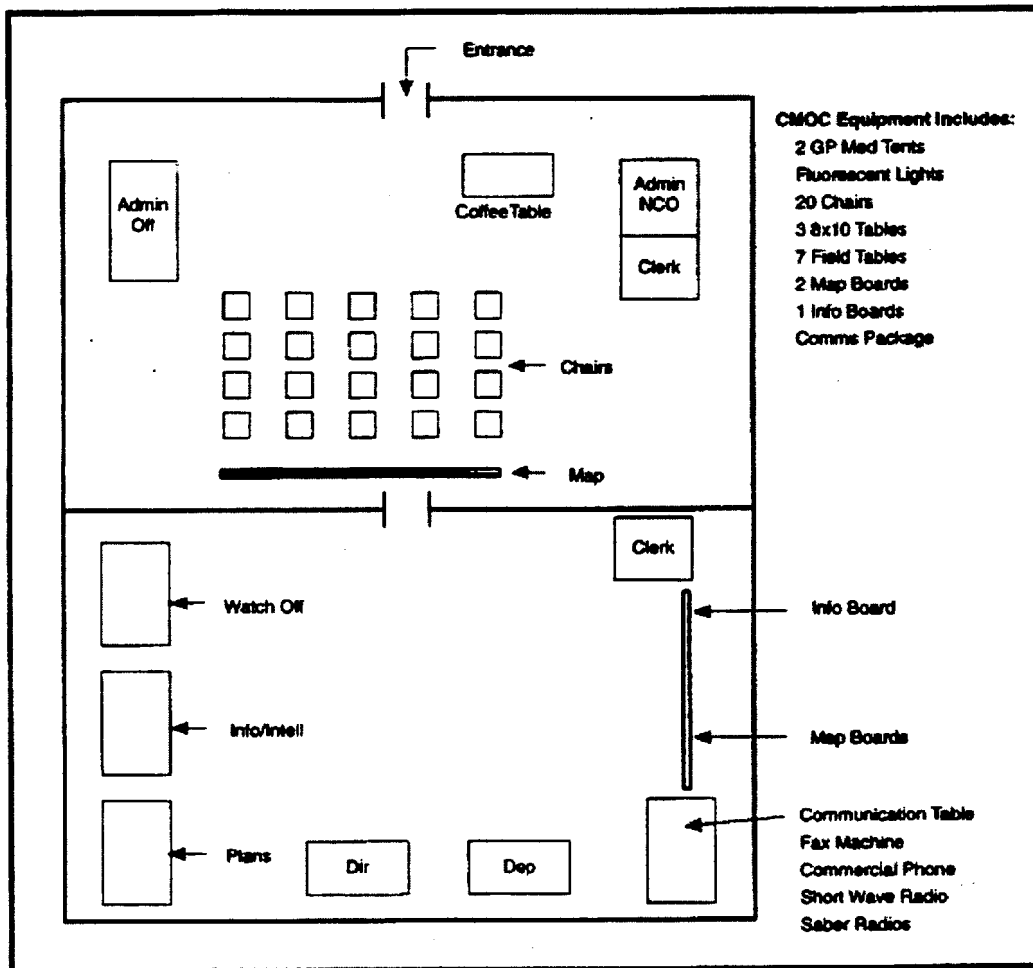 Entrance
CMOC Equipment Includes:
2 GP Med Tents
Fluorescent Lights
20 Chairs
3 8x10 Tables
7 Field Tables
2 Map Boards
1 Info Boards
Comms Package
Admin
Off
Coffee Table
Admin
NCO
Clerk
Chairs
Map
Clerk
Watch Off
Info Board
Info/Intell
Map Boards
Plans
Dir
Dep
Communication Table
Fax Machine
Commercial Phone
Short Wave Radio
Saber Radios